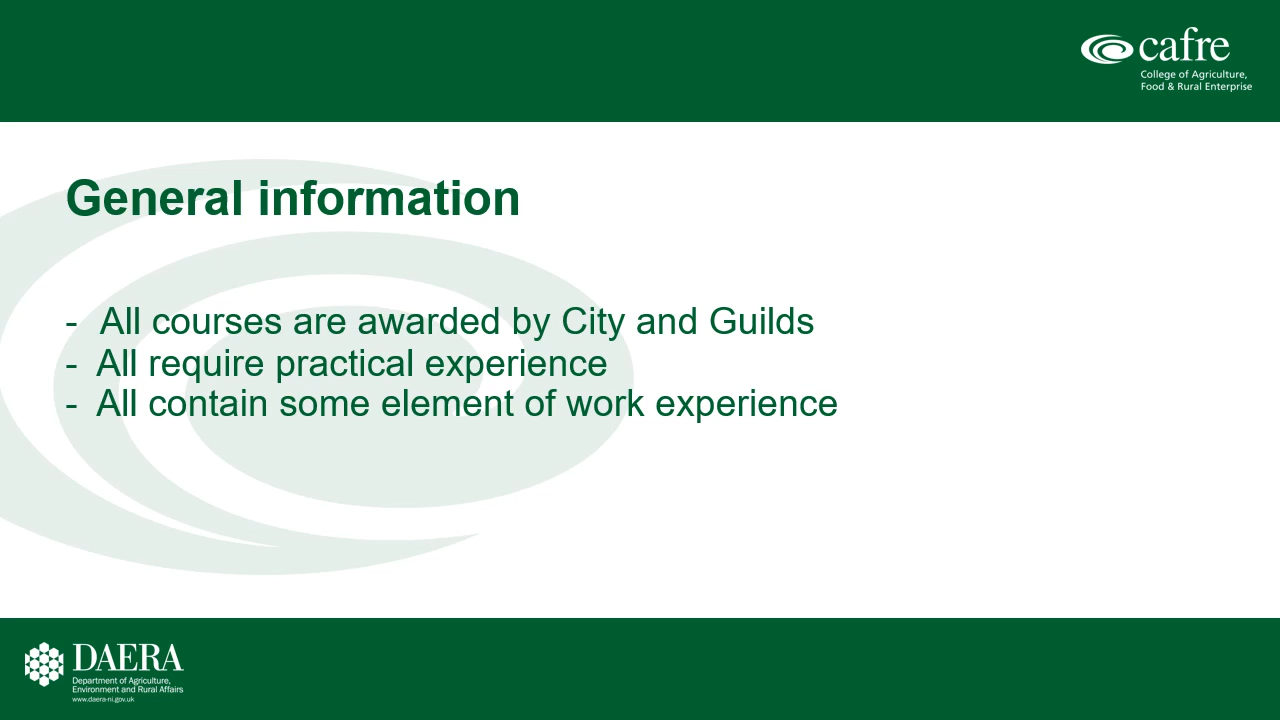 cafre
College of Agriculture,
Food & Rural Enterprise
General information
- All courses are awarded by City and Guilds
- All require practical experience
- All contain some element of work experience
DAERA
Department of Agriculture,
Environment and Rural Affairs
www.daera-ni.gov.uk